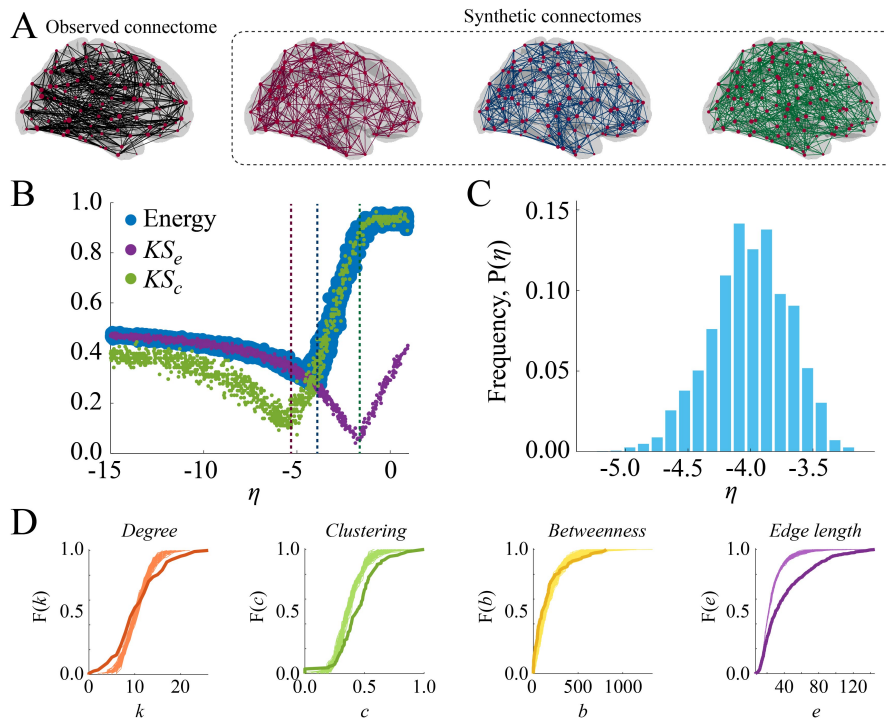 A
Observed connectome
Synthetic connectomes
B
Energy
KSe
KSc
1.0
0.8
0.6
0.4
0.2
0.0
-15
-10
-5
0
η
C
Frequency, P(η)
0.15
0.10
0.05
0.00
-5.0
-4.5
-4.0
-3.5
η
D
Degree
F(k)
1.0
0.5
0.0
0
10
20
k
Clustering
F(c)
1.0
0.5
0.0
0.0
0.5
1.0
c
Betweenness
F(b)
1.0
0.5
0.0
0
500
1000
b
Edge length
F(e)
1.0
0.5
0.0
40
80
120
e